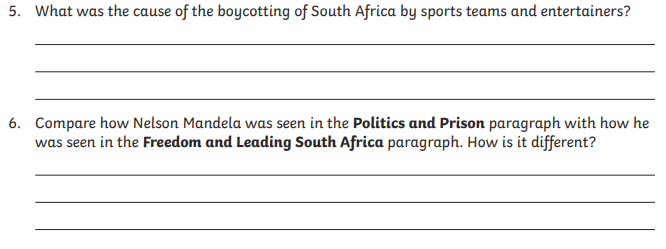 5. What was the cause of the boycotting of South Africa by sports teams and entertainers?
6. Compare how Nelson Mandela was seen in the Politics and Prison paragraph with how he
was seen in the Freedom and Leading South Africa paragraph. How is it different?